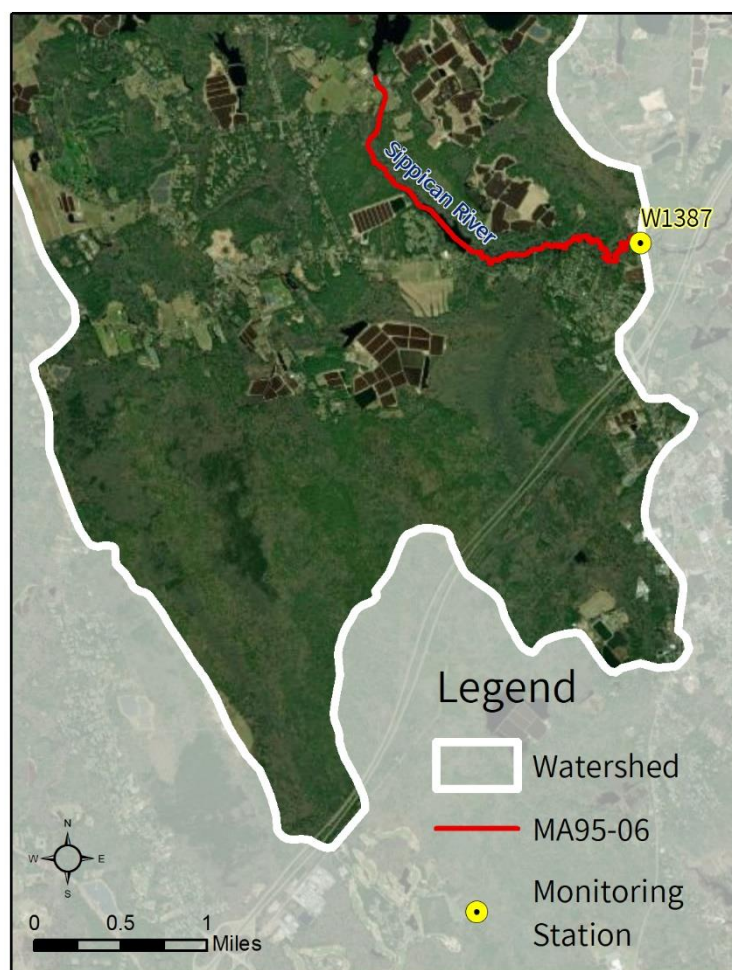 Sippican River
W1387
Legend
Watershed
MA95-06
Monitoring
Station
N
W E
S
0 0.5 1
Miles